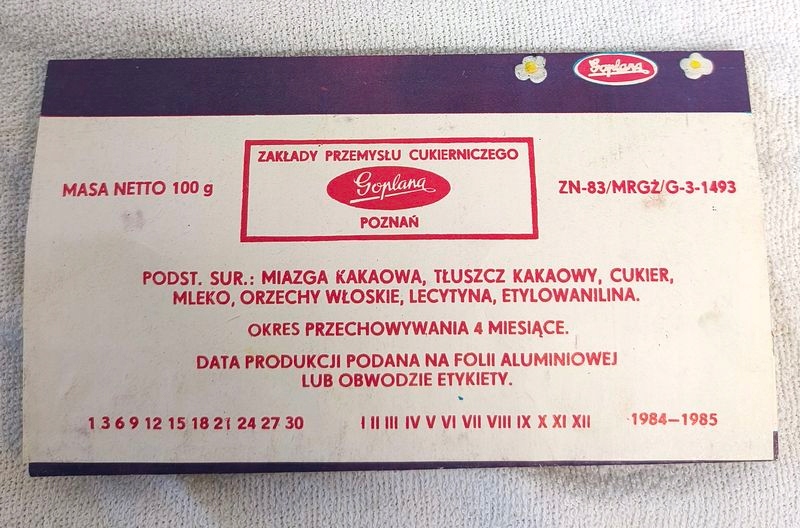 Goplana
ZAKŁADY PRZEMYSŁU CUKIERNICZEGO
Goplana
POZNAŃ
MASA NETTO 100 g
ZN-83/MRGŻ/G-3-1493
PODST. SUR.: MIAZGA KAKAOWA, TŁUSZCZ KAKAOWY, CUKIER,
MLEKO, ORZECHY WŁOSKIE, LECYTYNA, ETYLOWANILINA.
OKRES PRZECHOWYWANIA 4 MIESIĄCE.
DATA PRODUKCJI PODANA NA FOLII ALUMINIOWEJ
LUB OBWODZIE ETYKIETY.
1 3 6 9 12 15 18 21 24 27 30 I II III IV V VI VII VIII IX X XI XII 1984—1985